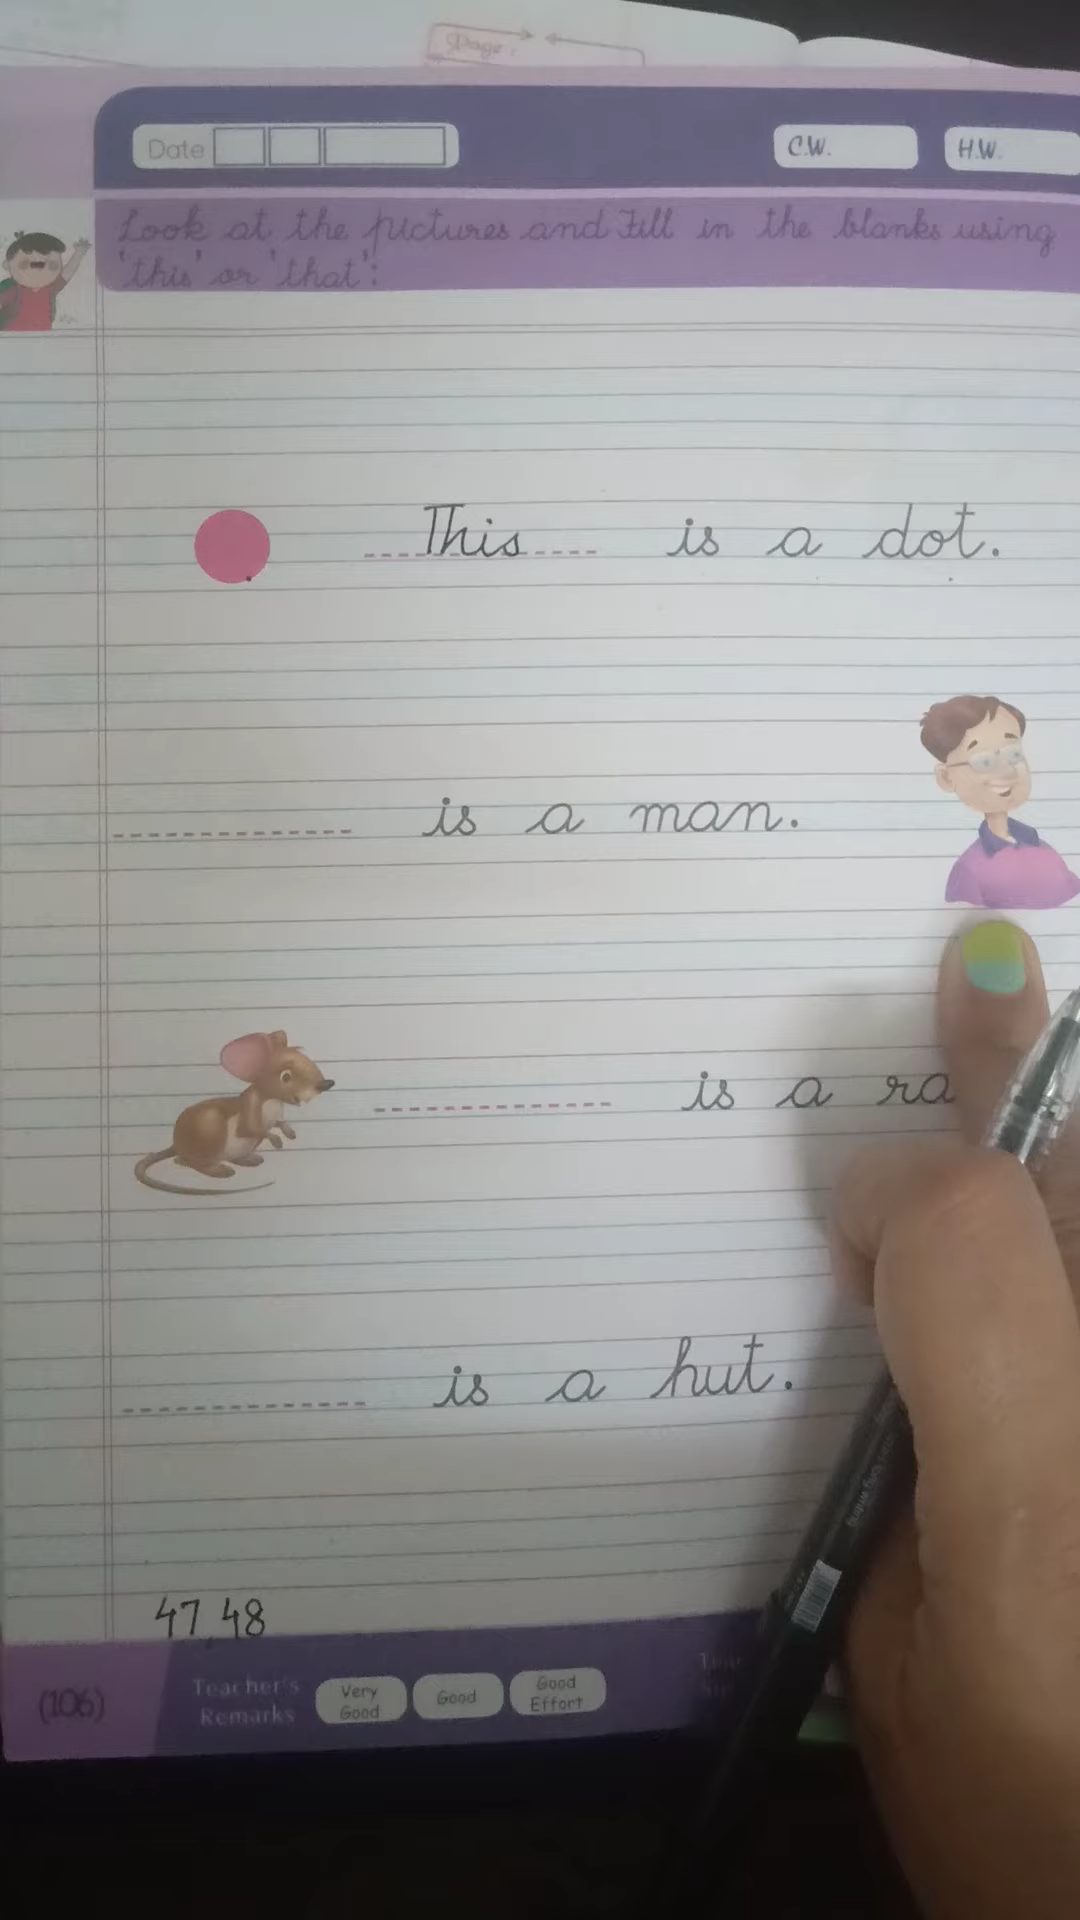 Page :
Date
C.W.
H.W.
Look at the pictures and Fill in the blanks using
'this' or 'that':
This is a dot.
is a man.
is a ra
is a hut.
47,48
(106)
Teacher's
Remarks
Very
Good
Good
Good
Effort